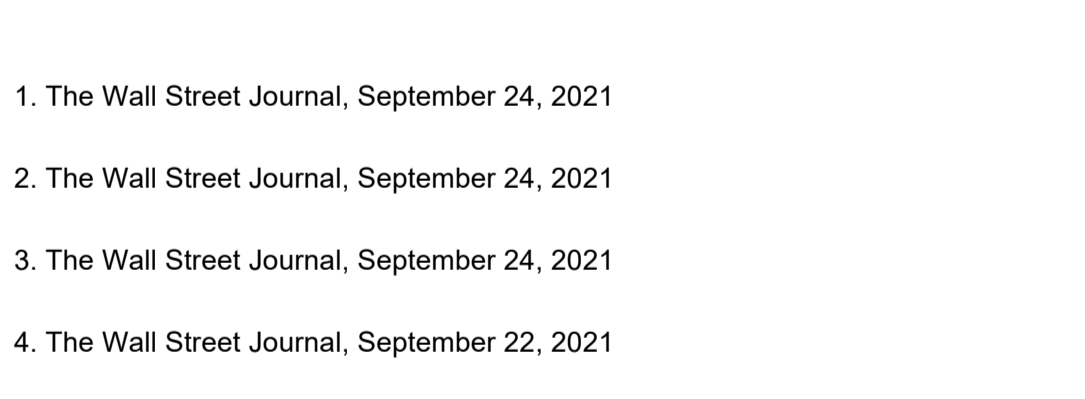 1. The Wall Street Journal, September 24, 2021
2. The Wall Street Journal, September 24, 2021
3. The Wall Street Journal, September 24, 2021
4. The Wall Street Journal, September 22, 2021